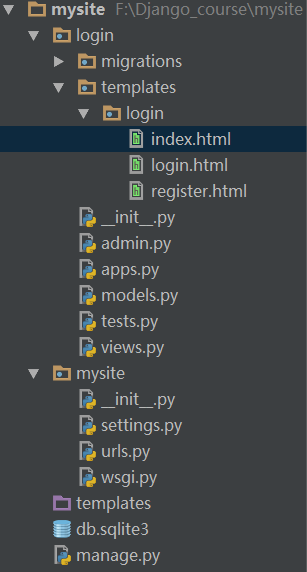 mysite F:\Django_course\mysite
login
migrations
templates
login
index.html
login.html
register.html
__init__.py
admin.py
apps.py
models.py
tests.py
views.py
mysite
__init__.py
settings.py
urls.py
wsgi.py
templates
db.sqlite3
manage.py